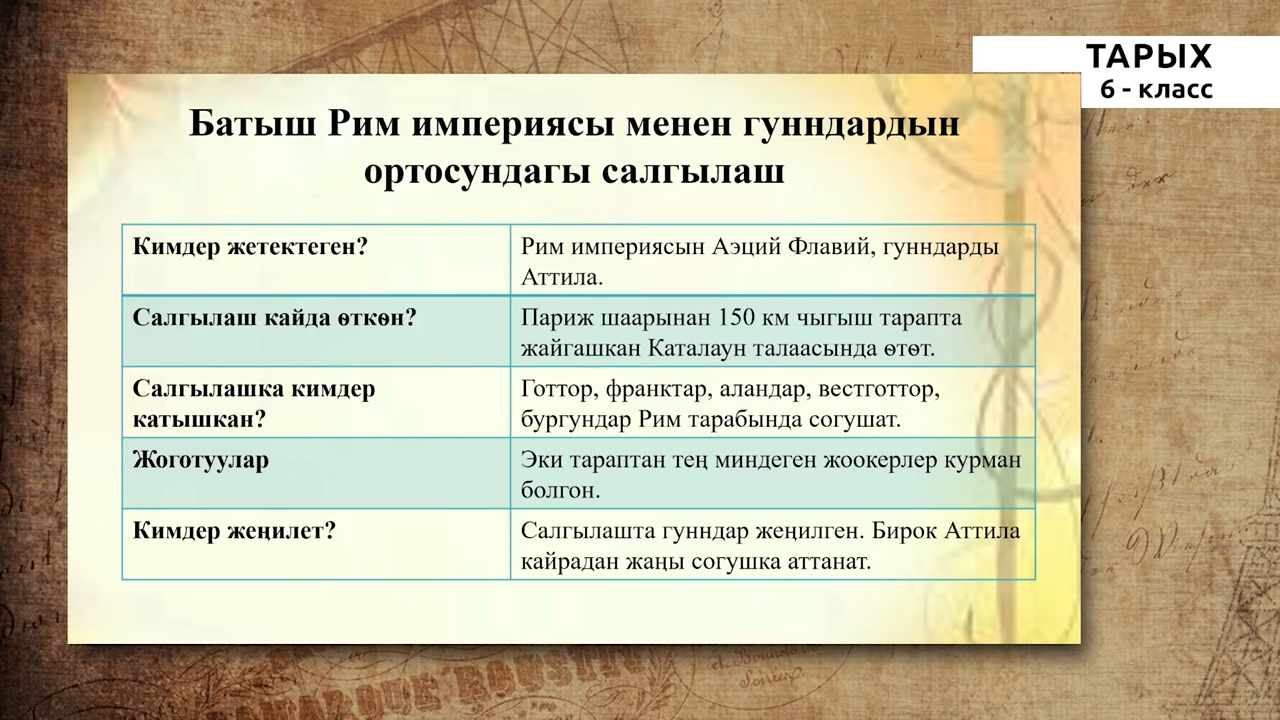 ТАРЫХ
6 - класс
Батыш Рим империясы менен гунндардын
ортосундагы салгылаш
Кимдер жетектеген?
Рим империясын Аэций Флавий, гунндарды
Аттила.
Салгылаш кайда өткөн?
Париж шаарынан 150 км чыгыш тарапта
жайгашкан Каталаун талаасында өтөт.
Салгылашка кимдер
катышкан?
Готтор, франктар, аландар, вестготтор,
бургундар Рим тарабында согушат.
Жоготуулар
Эки тараптан тең миндеген жоокерлер курман
болгон.
Кимдер жеңилет?
Салгылашта гунндар жеңилген. Бирок Аттила
кайрадан жаңы согушка аттанат.